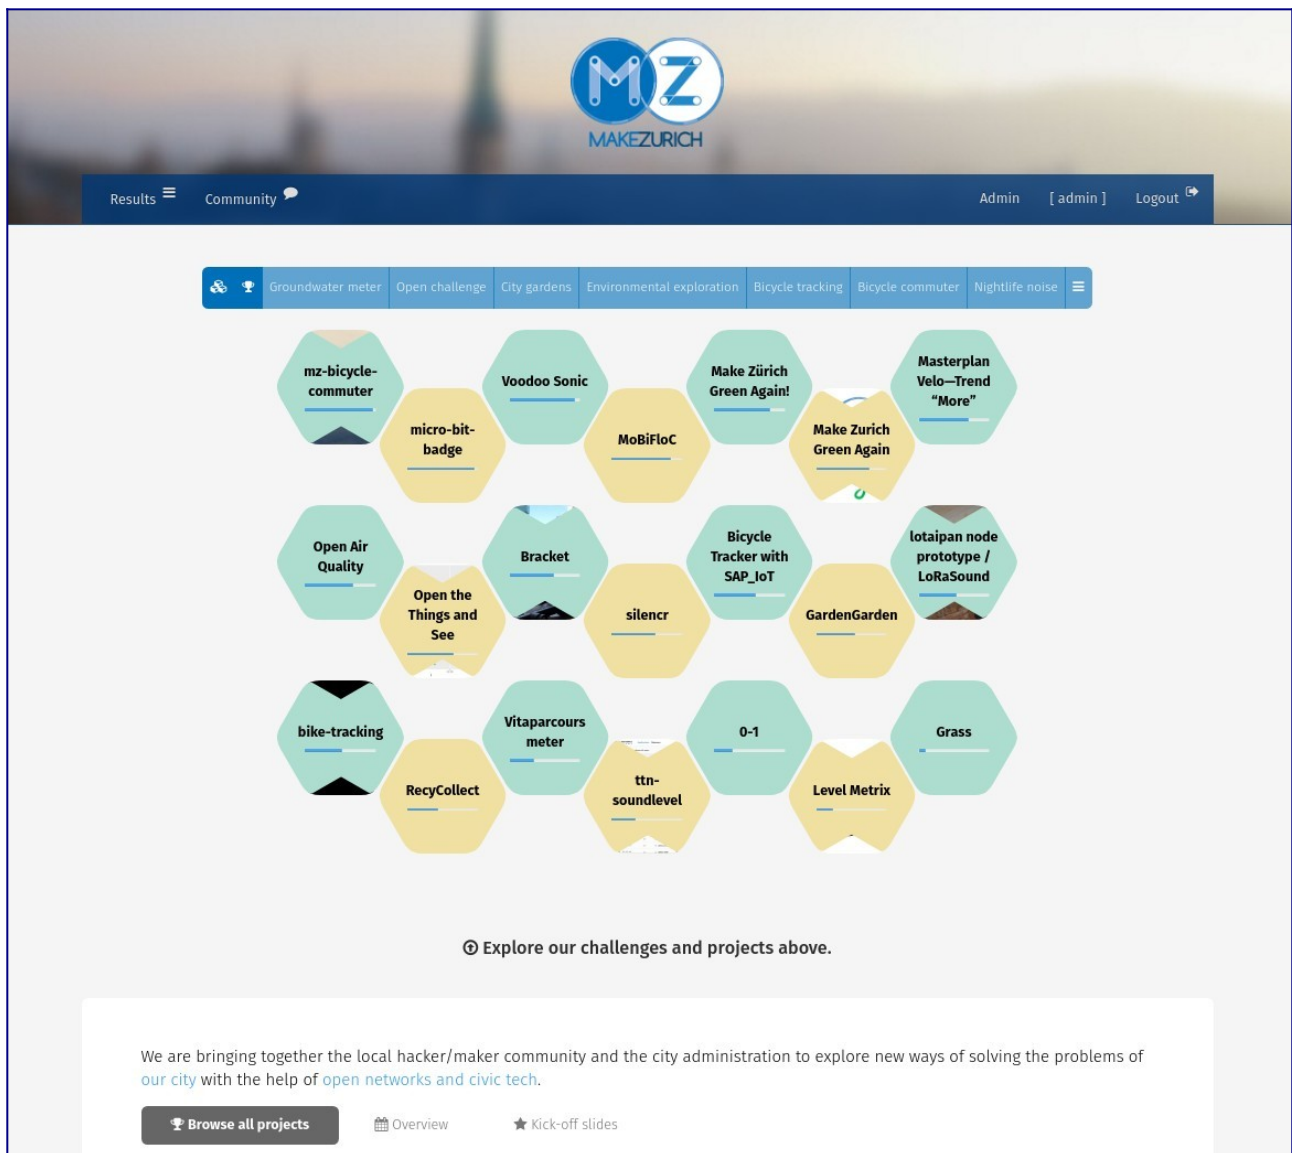 MZ
MAKEZURICH
Results
Community
Admin
[ admin ]
Logout
Groundwater meter
Open challenge
City gardens
Environmental exploration
Bicycle tracking
Bicycle commuter
Nightlife noise
mz-bicycle-
commuter
micro-bit-
badge
Voodoo Sonic
MoBiFloC
Make Zürich
Green Again!
Make Zurich
Green Again
Masterplan
Velo—Trend
“More”
Open Air
Quality
Open the
Things and
See
Bracket
silencr
Bicycle
Tracker with
SAP_IoT
GardenGarden
lotaipan node
prototype /
LoRaSound
bike-tracking
RecyCollect
Vitaparcours
meter
ttn-
soundlevel
0-1
Level Metrix
Grass
Explore our challenges and projects above.
We are bringing together the local hacker/maker community and the city administration to explore new ways of solving the problems of
our city with the help of open networks and civic tech.
Browse all projects
Overview
Kick-off slides